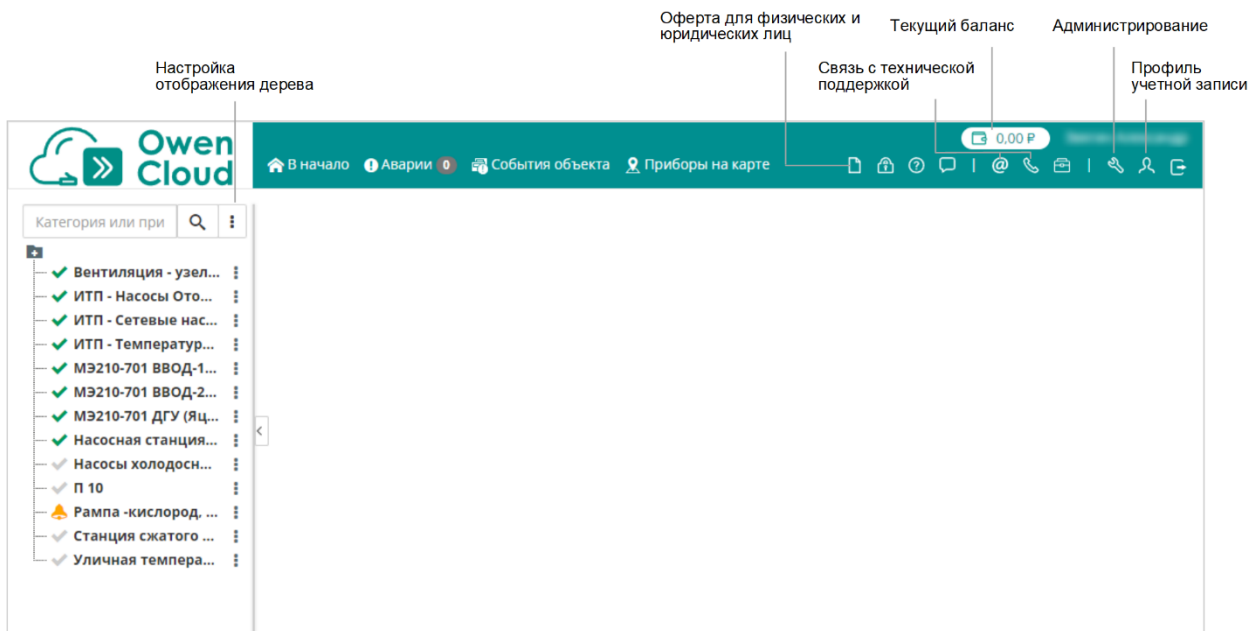 Оферта для физических и
юридических лиц
Текущий баланс
Администрирование
Настройка
отображения дерева
Связь с технической
поддержкой
Профиль
учетной записи
Owen
Cloud
0,00 ₽
В начало Аварии 0 События объекта Приборы на карте
Категория или при
Вентиляция - узел...
ИТП - Насосы Ото...
ИТП - Сетевые нас...
ИТП - Температур...
МЭ210-701 ВВОД-1...
МЭ210-701 ВВОД-2...
МЭ210-701 ДГУ (Яц...
Насосная станция...
Насосы холодосн...
П 10
Рампа -кислород, ...
Станция сжатого ...
Уличная темпера...